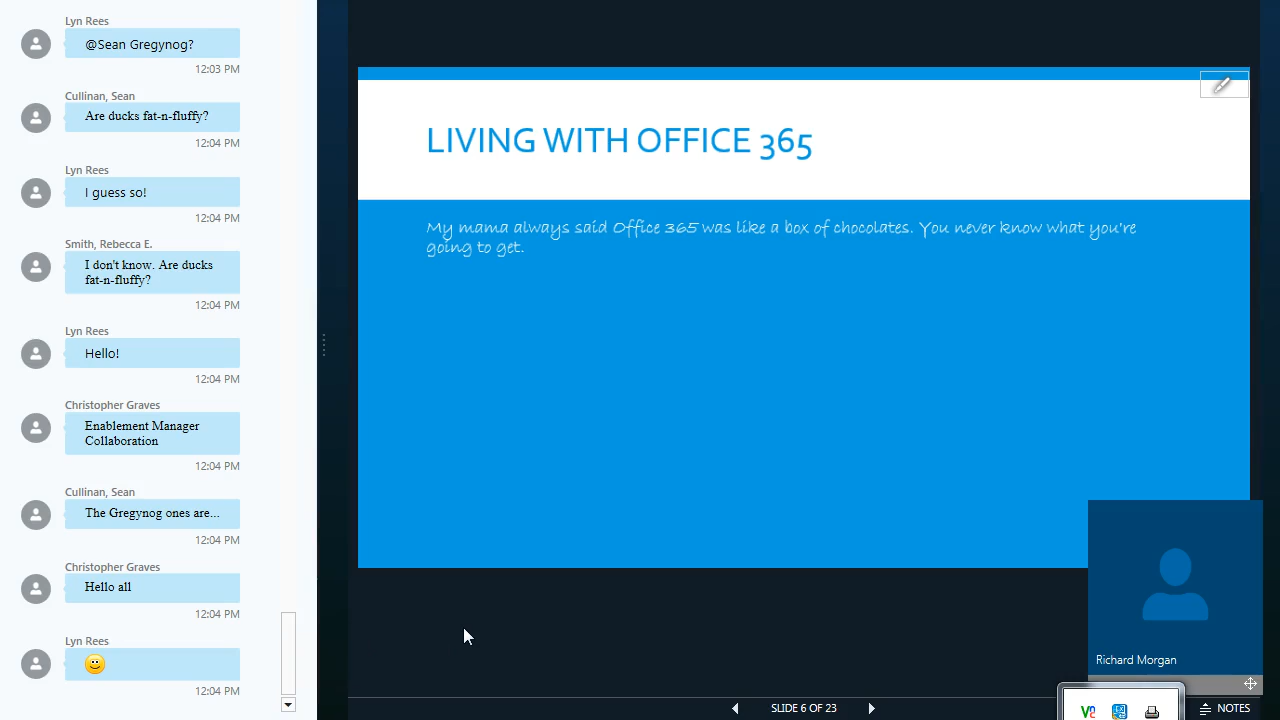 Lyn Rees
@Sean Gregynog?
12:03 PM
Cullinan, Sean
Are ducks fat-n-fluffy?
12:04 PM
Lyn Rees
I guess so!
12:04 PM
Smith, Rebecca E.
I don't know. Are ducks
fat-n-fluffy?
12:04 PM
Lyn Rees
Hello!
12:04 PM
Christopher Graves
Enablement Manager
Collaboration
12:04 PM
Cullinan, Sean
The Gregynog ones are...
12:04 PM
Christopher Graves
Hello all
12:04 PM
Lyn Rees
12:04 PM
LIVING WITH OFFICE 365
My mama always said Office 365 was like a box of chocolates. You never know what you're
going to get.
Richard Morgan
SLIDE 6 OF 23
NOTES